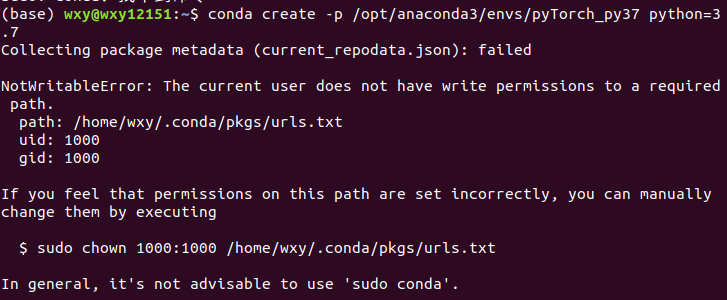 (base) wxy@wxy12151:~$ conda create -p /opt/anaconda3/envs/pyTorch_py37 python=3
.7
Collecting package metadata (current_repodata.json): failed
NotWritableError: The current user does not have write permissions to a required
 path.
  path: /home/wxy/.conda/pkgs/urls.txt
  uid: 1000
  gid: 1000
If you feel that permissions on this path are set incorrectly, you can manually
change them by executing
  $ sudo chown 1000:1000 /home/wxy/.conda/pkgs/urls.txt
In general, it's not advisable to use 'sudo conda'.